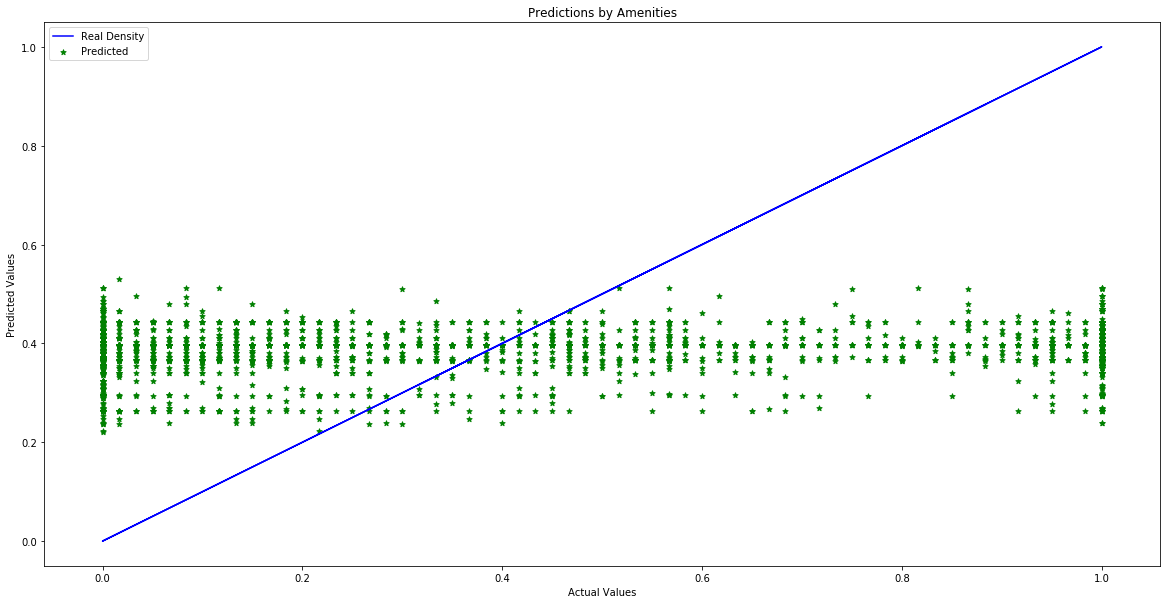 Predictions by Amenities
Real Density
Predicted
1.0
0.8
0.6
0.4
0.2
0.0
Predicted Values
0.0 0.2 0.4 0.6 0.8 1.0
Actual Values